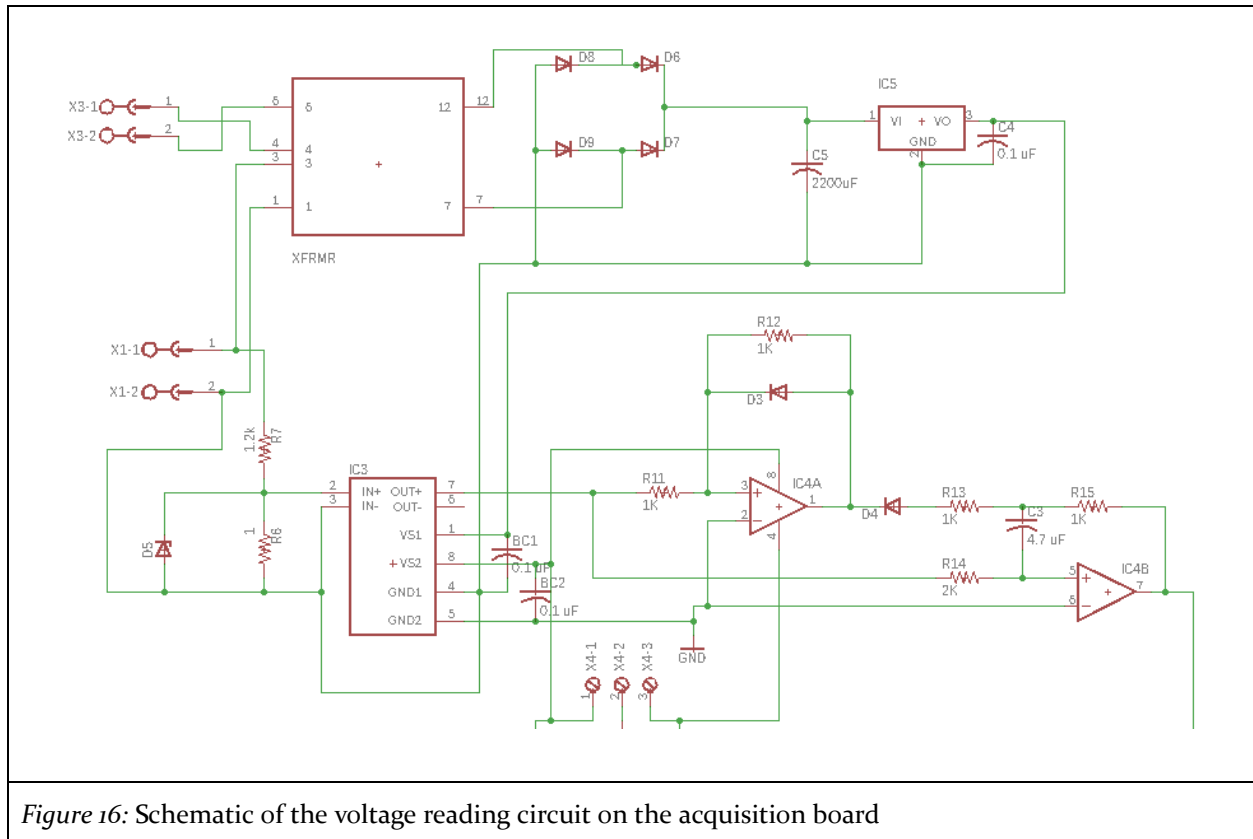 D8 D6
IC5
X3-1 1 6 6 12 12
X3-2 2
1 VI + VO 3 C4
GND
2
0.1 uF
4 4
3 3
+
D9 D7
C5
2200uF
1 1
7 7
XFRMR
R12
1K
X1-1 1
X1-2 2
D3
1.2k R7
IC3
2 IN+ OUT+ 7
3 IN- OUT- 6
VS1 1
+ VS2 8
GND1 4
GND2 5
R11
1K
3 + 8 IC4A
+ 1
2 − 4
D4
R13
1K
C3
4.7 uF
R15
1K
1 R6
D5
BC1
0.1 uF
BC2
0.1 uF
R14
2K
5 + IC4B
+ 7
6 −
GND
X4-1 X4-2 X4-3
1 2 3
Figure 16: Schematic of the voltage reading circuit on the acquisition board